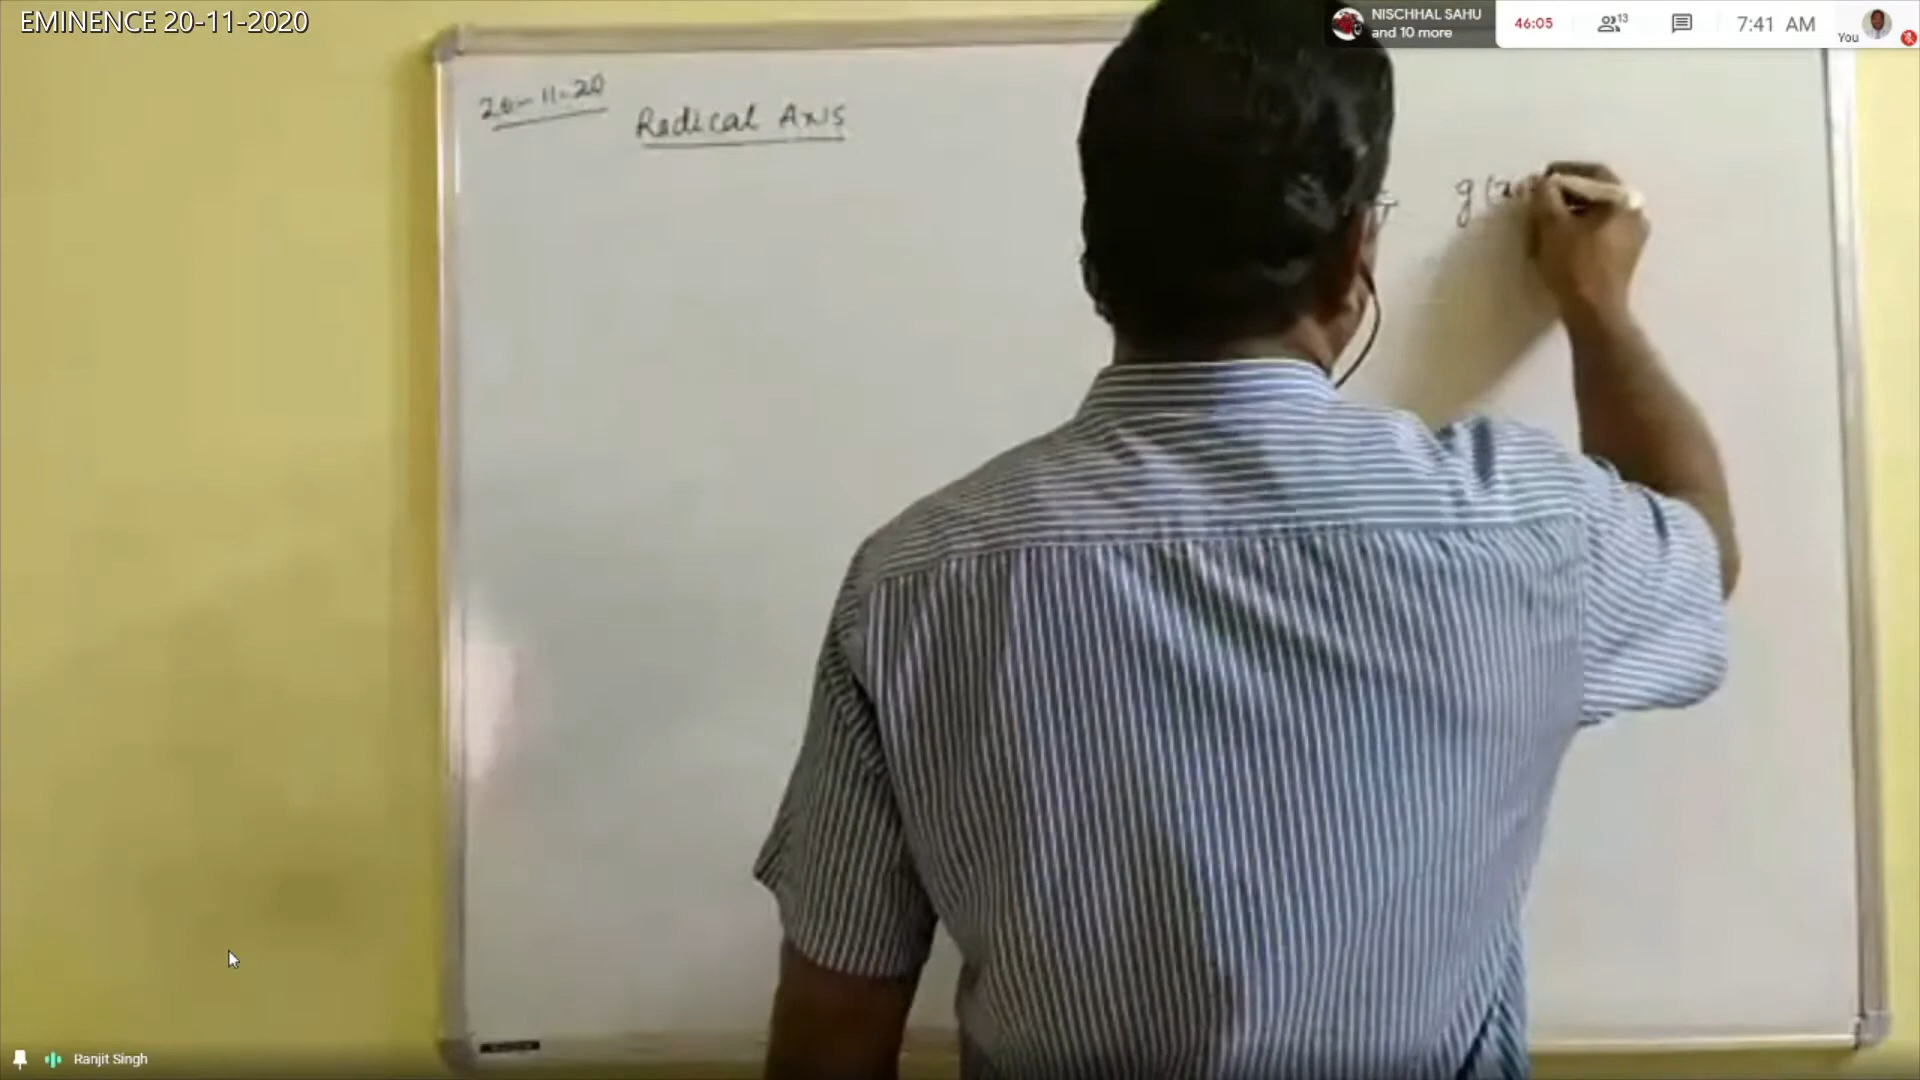 EMINENCE 20-11-2020
NISCHHAL SAHU
and 10 more
46:05
13
7:41 AM
You
20-11-20
Radical Axis
g(x
Ranjit Singh